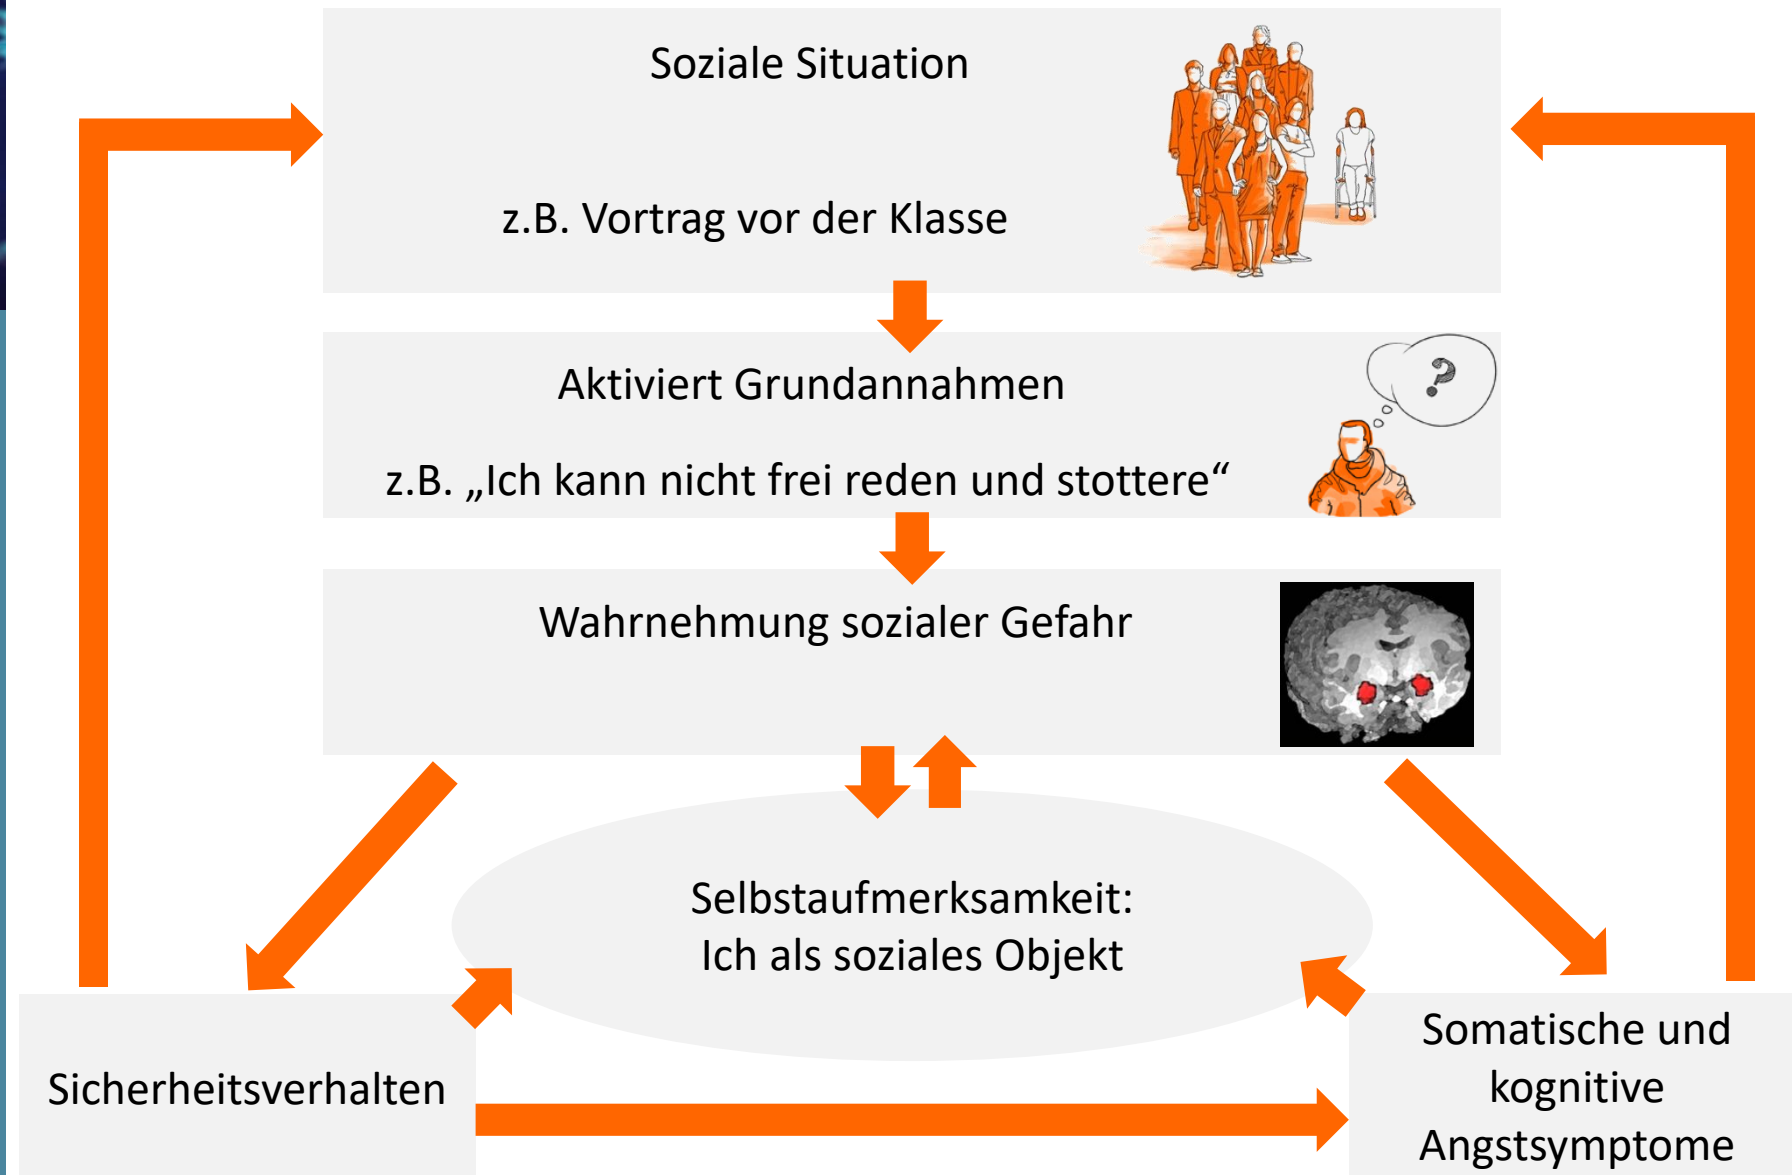 Soziale Situation
z.B. Vortrag vor der Klasse
Aktiviert Grundannahmen
?
z.B. „Ich kann nicht frei reden und stottere“
Wahrnehmung sozialer Gefahr
Selbstaufmerksamkeit:
Ich als soziales Objekt
Sicherheitsverhalten
Somatische und
kognitive
Angstsymptome